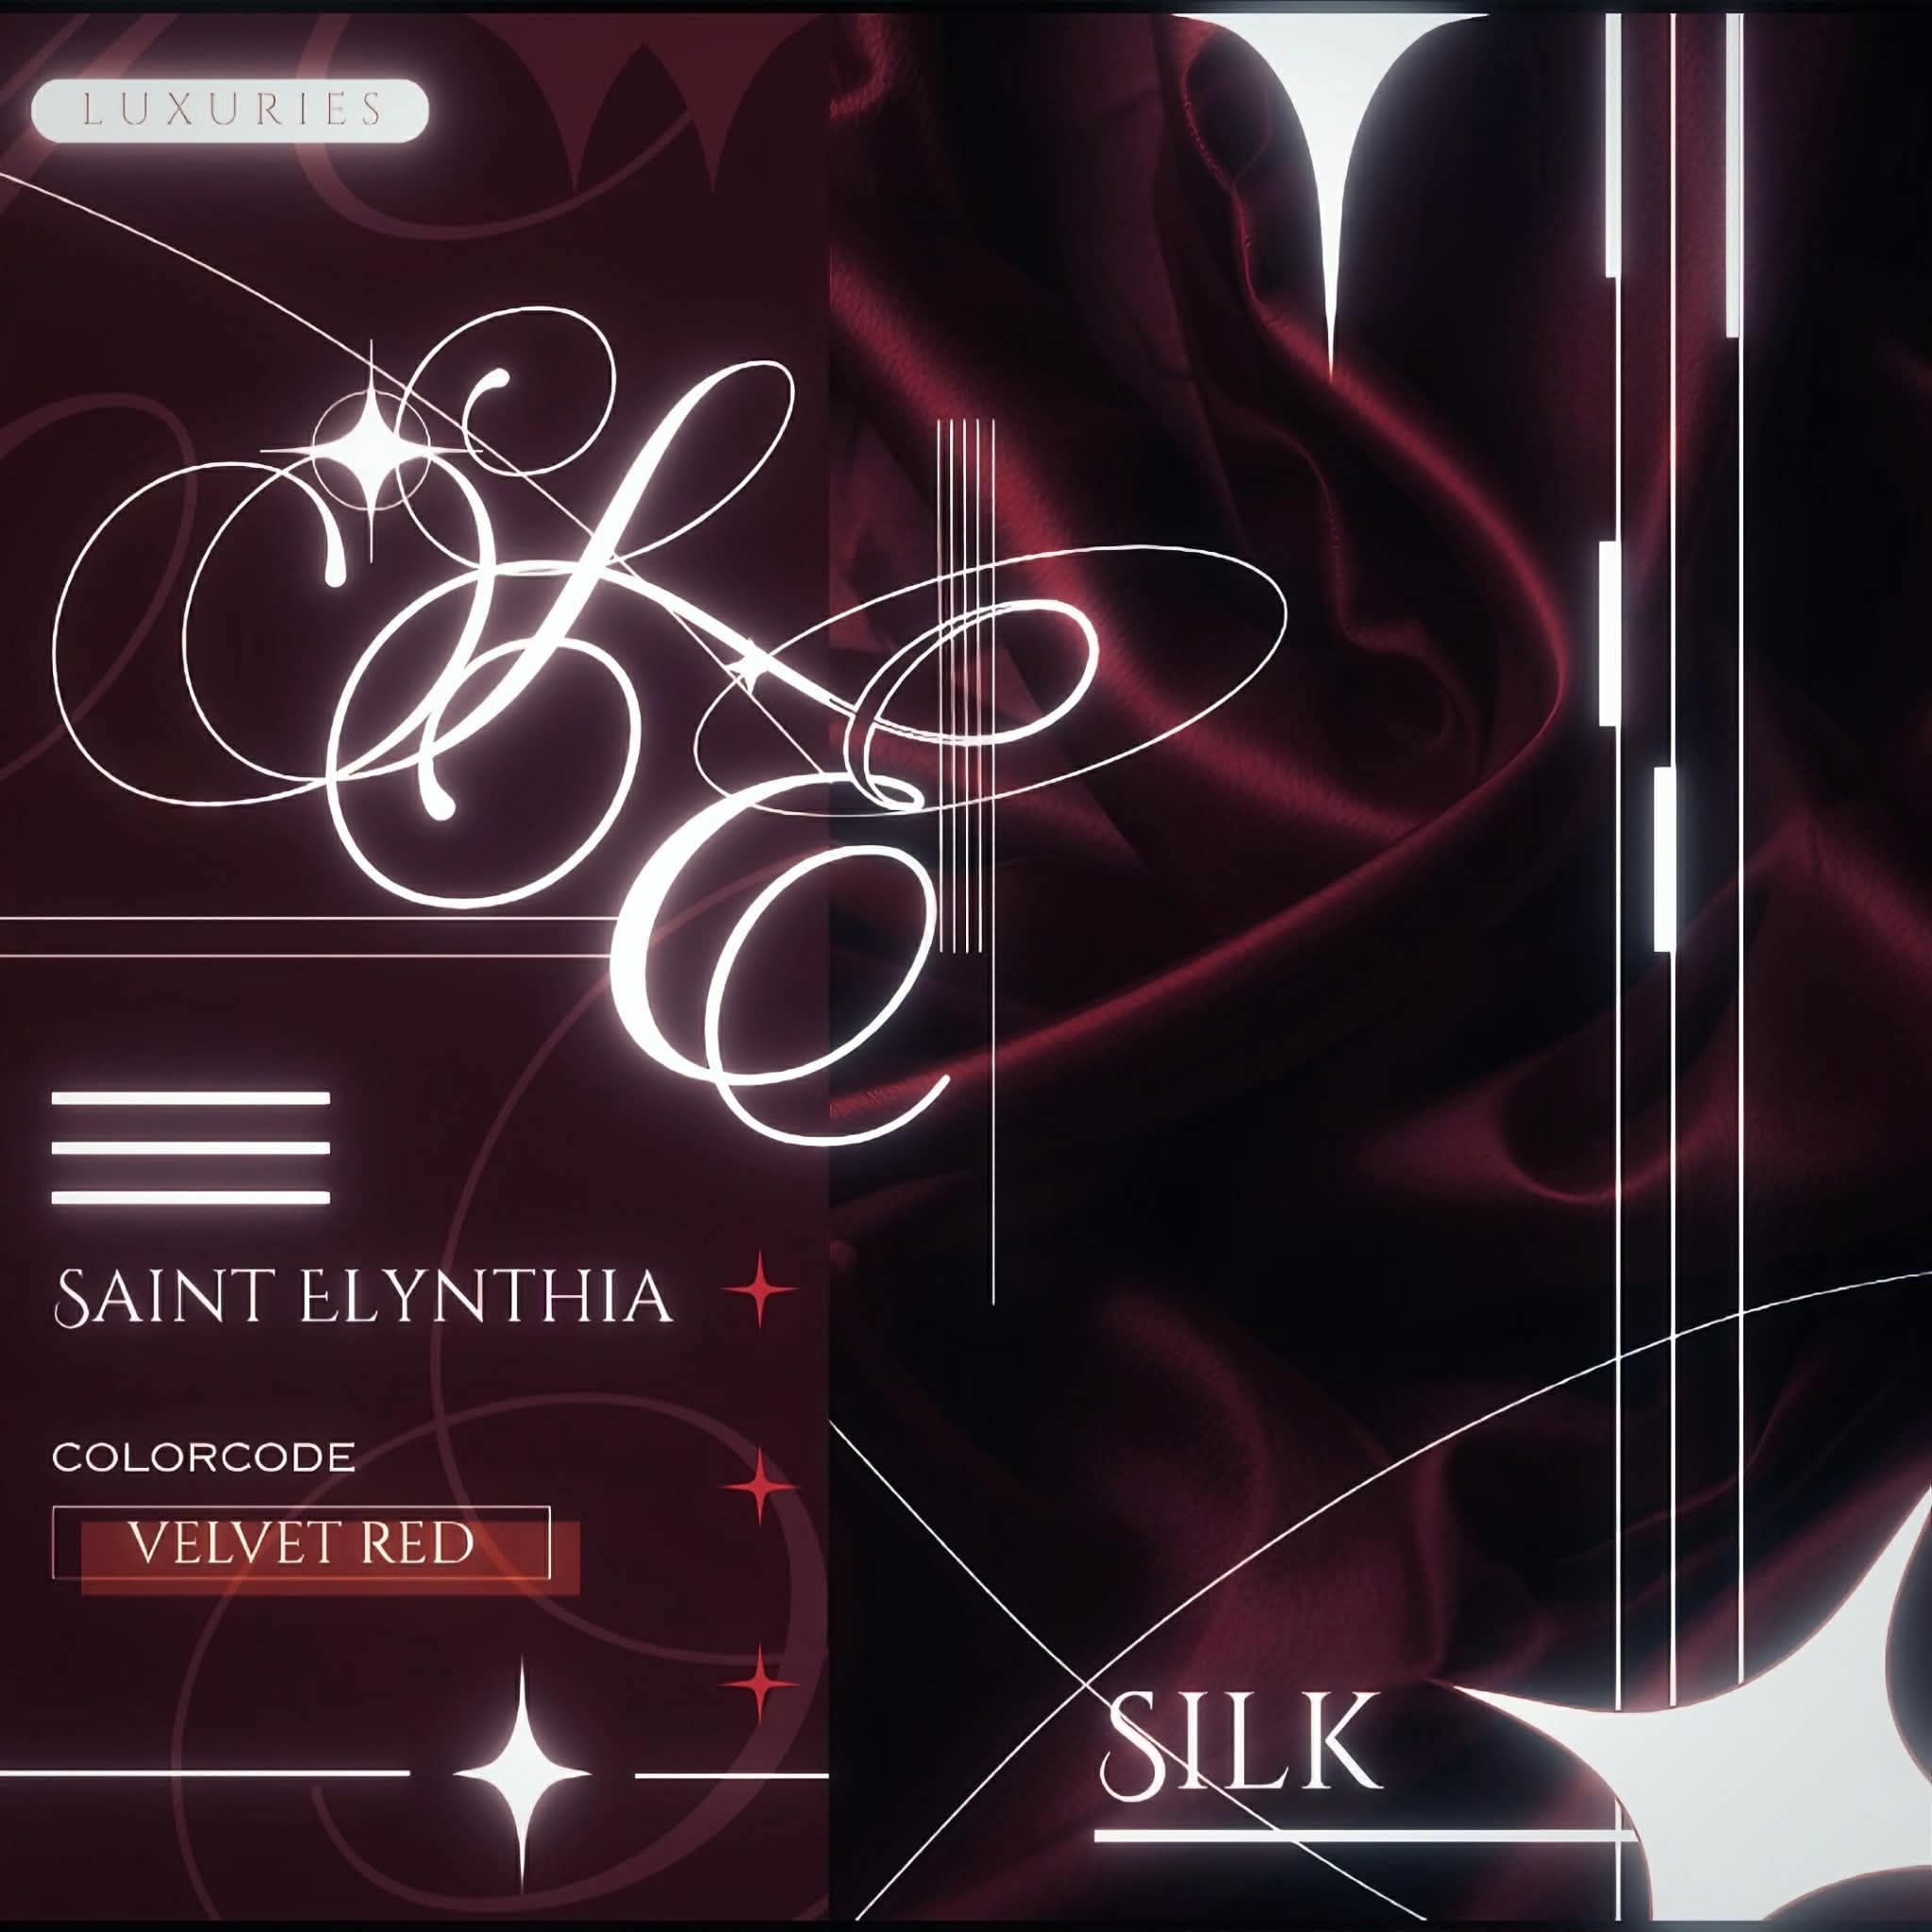 LUXURIES
SE
SAINT ELYNTHIA
COLORCODE
VELVET RED
SILK